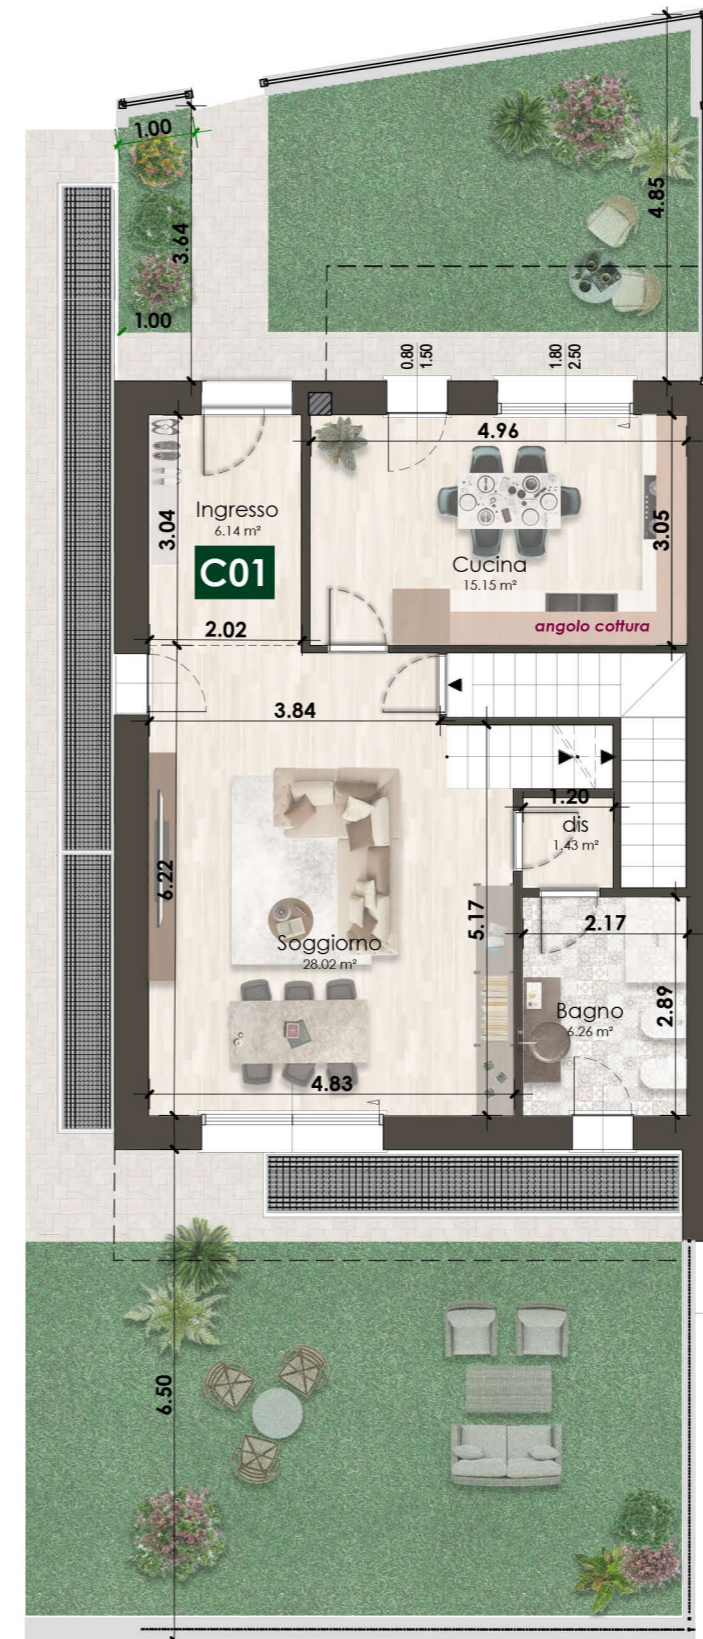 1.00
4.85
3.64
1.00
0.80
1.50
1.80
2.50
4.96
3.04
Ingresso
6.14 m²
C01
3.05
Cucina
15.15 m²
2.02
angolo cottura
3.84
1.20
dis
1.43 m²
6.22
5.17
2.17
Soggiorno
28.02 m²
2.89
Bagno
6.26 m²
4.83
6.50